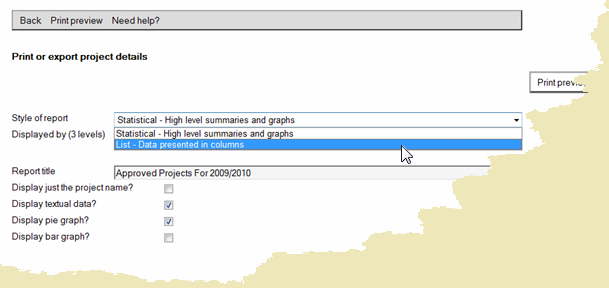 Back Print preview Need help?
Print or export project details
Print previe
Style of report Statistical - High level summaries and graphs
Displayed by (3 levels) Statistical - High level summaries and graphs
List - Data presented in columns
Report title Approved Projects For 2009/2010
Display just the project name?
Display textual data?
Display pie graph?
Display bar graph?